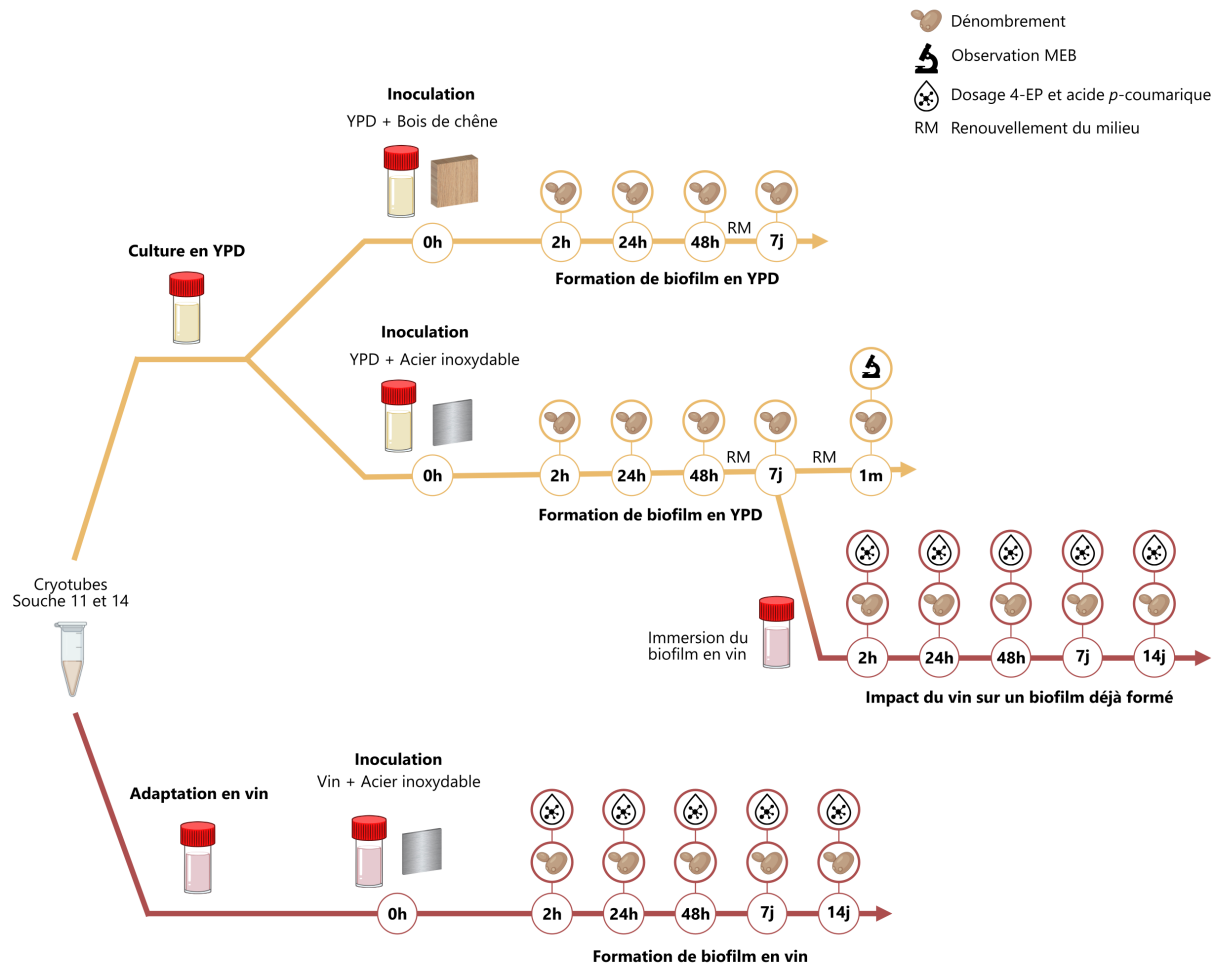 Dénombrement
Observation MEB
Dosage 4-EP et acide p-coumarique
RM Renouvellement du milieu
Inoculation
YPD + Bois de chêne
Culture en YPD
RM
0h 2h 24h 48h 7j
Formation de biofilm en YPD
Inoculation
YPD + Acier inoxydable
RM RM
0h 2h 24h 48h 7j 1m
Formation de biofilm en YPD
Cryotubes
Souche 11 et 14
Immersion du
biofilm en vin
2h 24h 48h 7j 14j
Impact du vin sur un biofilm déjà formé
Inoculation
Vin + Acier inoxydable
Adaptation en vin
0h 2h 24h 48h 7j 14j
Formation de biofilm en vin